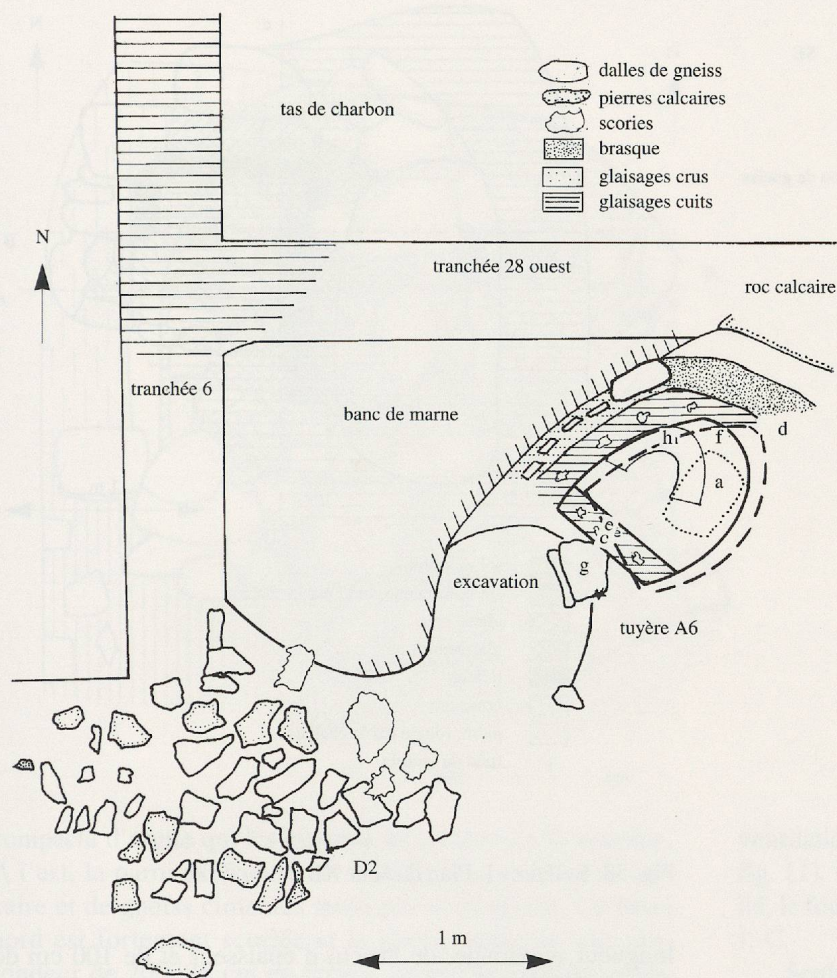 tas de charbon
dalles de gneiss
pierres calcaires
scories
brasque
glaisages crus
glaisages cuits
N
tranchée 28 ouest
roc calcaire
tranchée 6
banc de marne
d
h
f
a
e
c
excavation
g
tuyère A6
D2
1 m